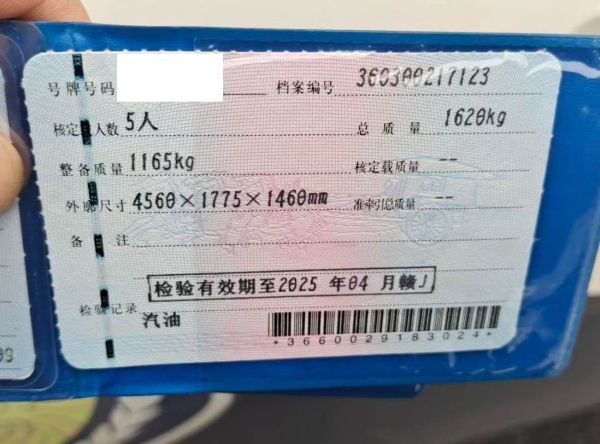 号牌号码 档案编号 360300217123
核定 人数 5人 总质量 1620kg
整备质量 1165kg 核定载质量 --
外廓尺寸 4560×1775×1460mm 准牵引总质量 --
备注
检验有效期至2025 年04 月赣J
检验记录
汽油
*3660029183024*